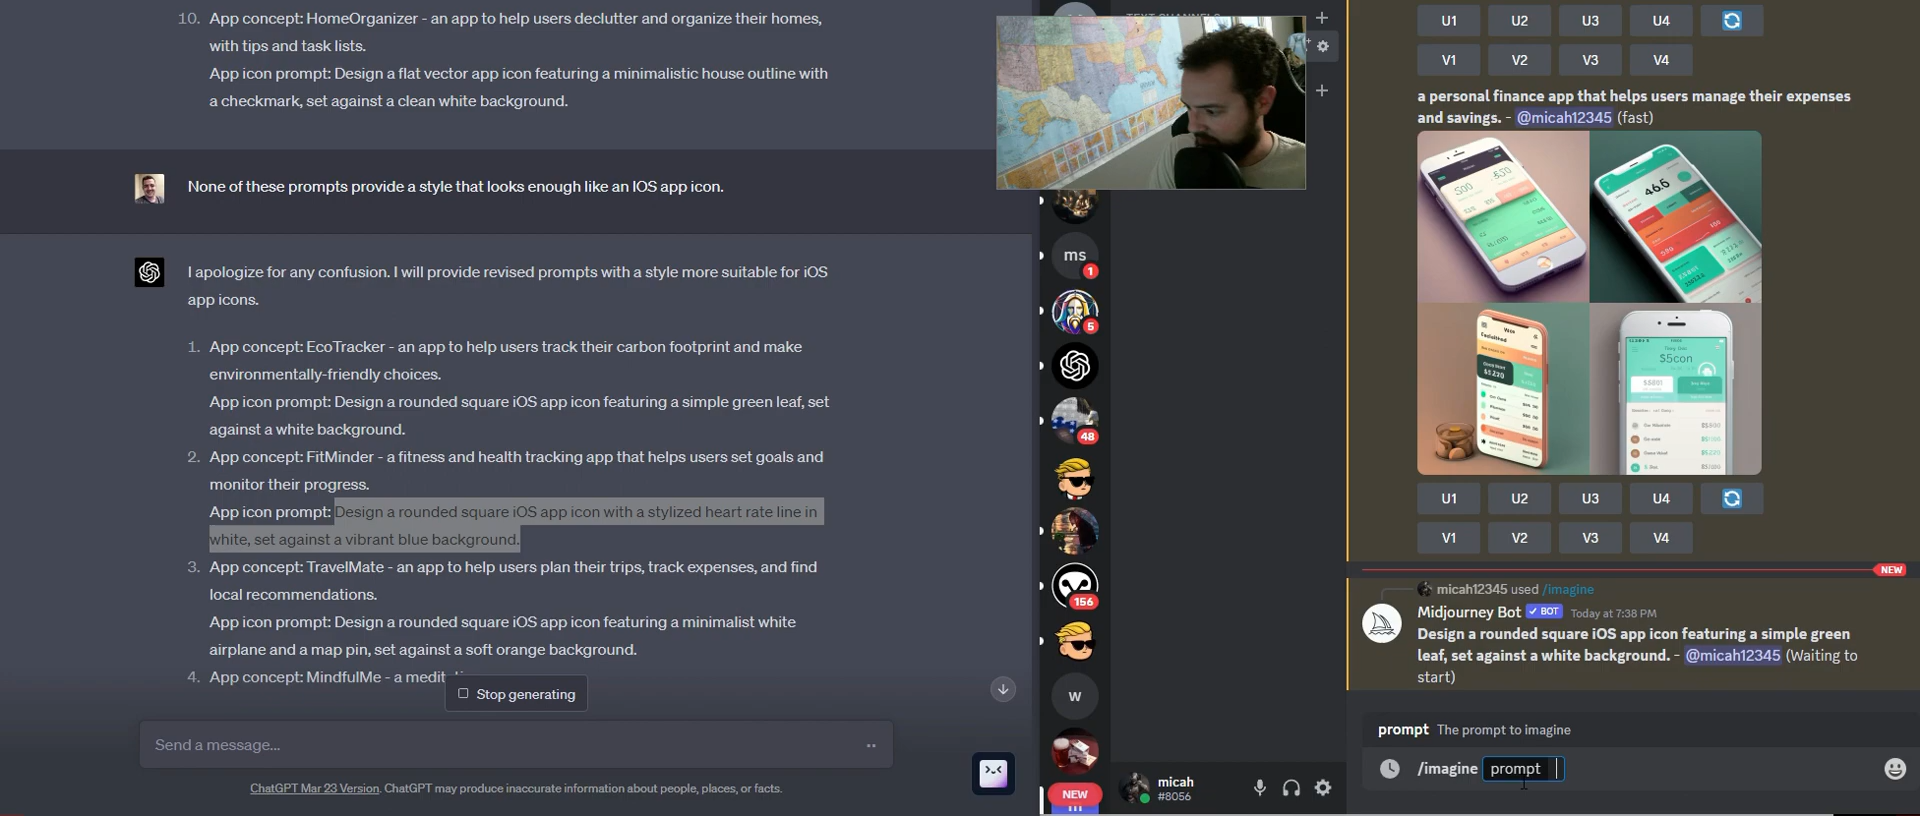 10. App concept: HomeOrganizer - an app to help users declutter and organize their homes,
with tips and task lists.
App icon prompt: Design a flat vector app icon featuring a minimalistic house outline with
a checkmark, set against a clean white background.
None of these prompts provide a style that looks enough like an IOS app icon.
I apologize for any confusion. I will provide revised prompts with a style more suitable for iOS
app icons.
1. App concept: EcoTracker - an app to help users track their carbon footprint and make
environmentally-friendly choices.
App icon prompt: Design a rounded square iOS app icon featuring a simple green leaf, set
against a white background.
2. App concept: FitMinder - a fitness and health tracking app that helps users set goals and
monitor their progress.
App icon prompt: Design a rounded square iOS app icon with a stylized heart rate line in
white, set against a vibrant blue background.
3. App concept: TravelMate - an app to help users plan their trips, track expenses, and find
local recommendations.
App icon prompt: Design a rounded square iOS app icon featuring a minimalist white
airplane and a map pin, set against a soft orange background.
4. App concept: MindfulMe - a
Stop generating
Send a message...
ChatGPT Mar 23 Version. ChatGPT may produce inaccurate information about people, places, or facts.
ms
1
5
48
156
W
NEW
micah
#8056
U1 U2 U3 U4
V1 V2 V3 V4
a personal finance app that helps users manage their expenses
and savings. - @micah12345 (fast)
46.5
$5con
U1 U2 U3 U4
V1 V2 V3 V4
NEW
micah12345 used /imagine
Midjourney Bot ✓ BOT Today at 7:38 PM
Design a rounded square iOS app icon featuring a simple green
leaf, set against a white background. - @micah12345 (Waiting to
start)
prompt The prompt to imagine
/imagine prompt